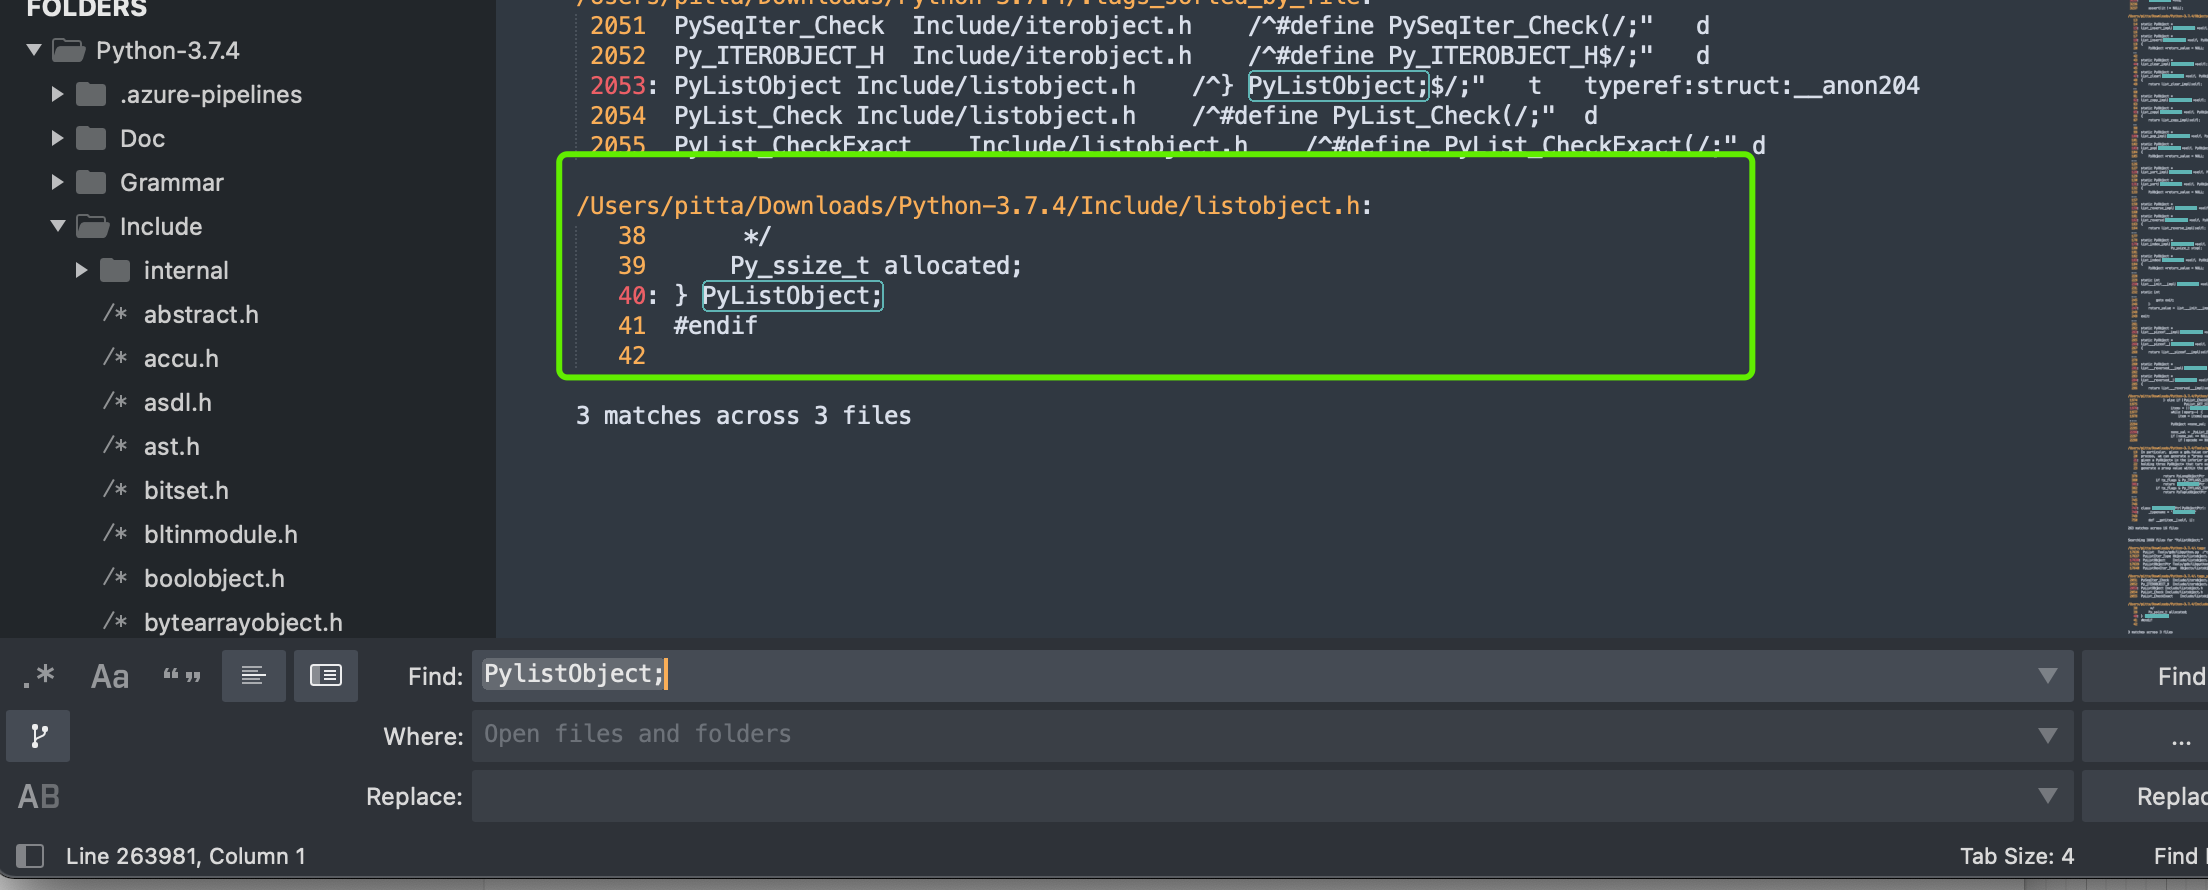 FOLDERS
Python-3.7.4
.azure-pipelines
Doc
Grammar
Include
internal
/* abstract.h
/* accu.h
/* asdl.h
/* ast.h
/* bitset.h
/* bltinmodule.h
/* boolobject.h
/* bytearrayobject.h
/Users/pitta/Downloads/Python-3.7.4/.tags_sorted_by_file:
2051 PySeqIter_Check Include/iterobject.h /^#define PySeqIter_Check(/;" d
2052 Py_ITEROBJECT_H Include/iterobject.h /^#define Py_ITEROBJECT_H$/;" d
2053: PyListObject Include/listobject.h /^} PyListObject;$/;" t typeref:struct:__anon204
2054 PyList_Check Include/listobject.h /^#define PyList_Check(/;" d
2055 PyList_CheckExact Include/listobject.h /^#define PyList_CheckExact(/;" d
/Users/pitta/Downloads/Python-3.7.4/Include/listobject.h:
38 */
39 Py_ssize_t allocated;
40: } PyListObject;
41 #endif
42
3 matches across 3 files
.* Aa “ ” Find: PylistObject; Find
Where: Open files and folders ...
AB Replace: Replac
Line 263981, Column 1 Tab Size: 4 Find